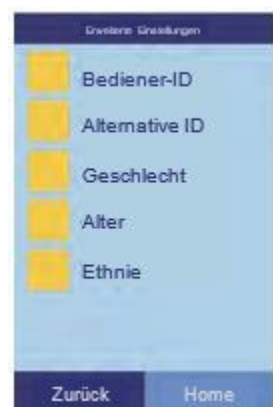 Erweiterte Einstellungen
Bediener-ID
Alternative ID
Geschlecht
Alter
Ethnie
Zurück Home